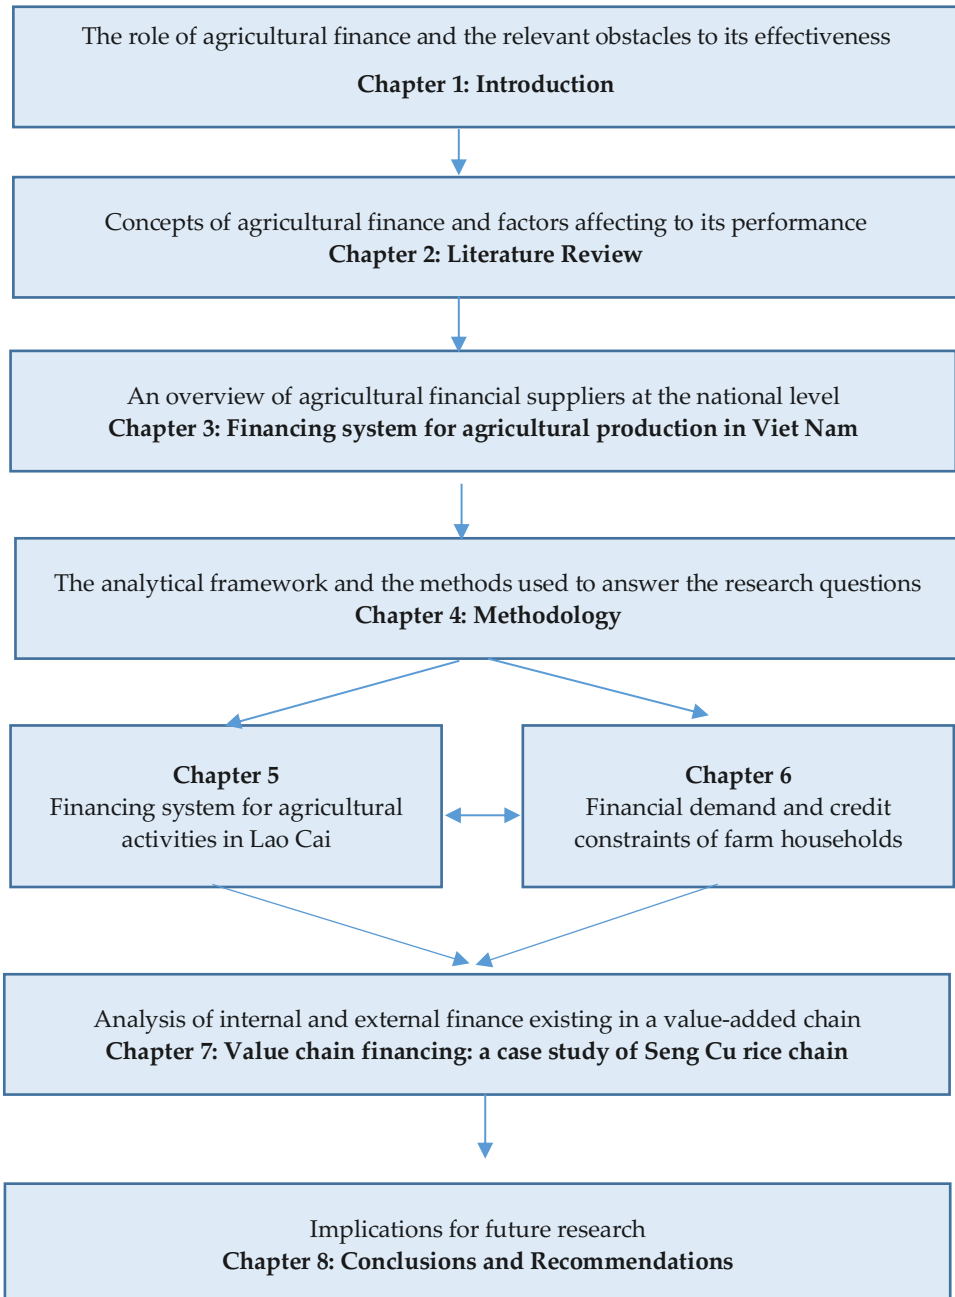 The role of agricultural finance and the relevant obstacles to its effectiveness
Chapter 1: Introduction
Concepts of agricultural finance and factors affecting to its performance
Chapter 2: Literature Review
An overview of agricultural financial suppliers at the national level
Chapter 3: Financing system for agricultural production in Viet Nam
The analytical framework and the methods used to answer the research questions
Chapter 4: Methodology
Chapter 5
Financing system for agricultural
activities in Lao Cai
Chapter 6
Financial demand and credit
constraints of farm households
Analysis of internal and external finance existing in a value-added chain
Chapter 7: Value chain financing: a case study of Seng Cu rice chain
Implications for future research
Chapter 8: Conclusions and Recommendations